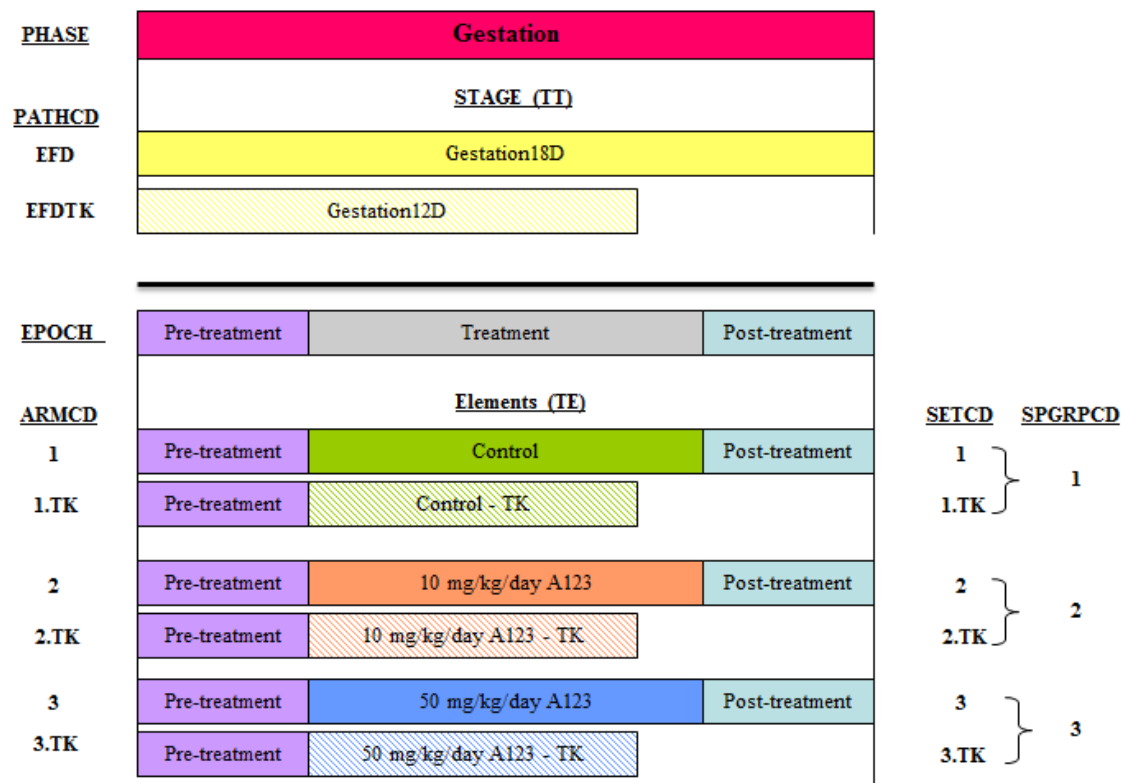 PHASE Gestation
STAGE (TT)
PATHCD
EFD Gestation18D
EFDTK Gestation12D
EPOCH Pre-treatment Treatment Post-treatment
Elements (TE)
ARMCD SETCD SPGRPCD
1 Pre-treatment Control Post-treatment 1
1.TK Pre-treatment Control - TK 1.TK 1
2 Pre-treatment 10 mg/kg/day A123 Post-treatment 2
2.TK Pre-treatment 10 mg/kg/day A123 - TK 2.TK 2
3 Pre-treatment 50 mg/kg/day A123 Post-treatment 3
3.TK Pre-treatment 50 mg/kg/day A123 - TK 3.TK 3